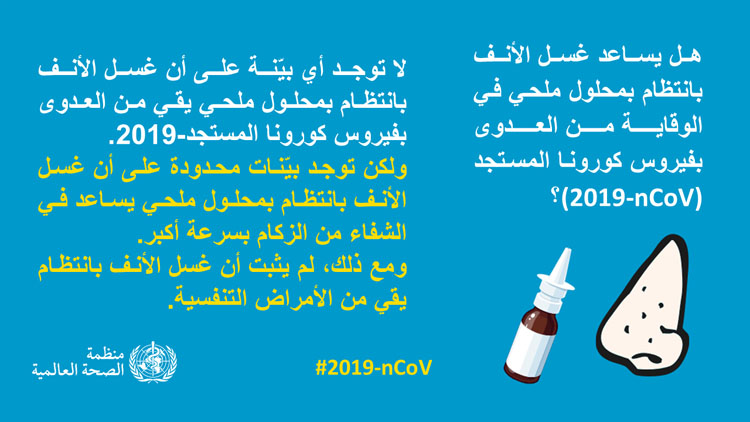 هل يساعد غسل الأنف
بانتظام بمحلول ملحي في
الوقاية من العدوى
بفيروس كورونا المستجد
(2019-nCoV)؟
لا توجد أي بيّنة على أن غسل الأنف
بانتظام بمحلول ملحي يقي من العدوى
بفيروس كورونا المستجد-2019.
ولكن توجد بيّنات محدودة على أن غسل
الأنف بانتظام بمحلول ملحي يساعد في
الشفاء من الزكام بسرعة أكبر.
ومع ذلك، لم يثبت أن غسل الأنف بانتظام
يقي من الأمراض التنفسية.
#2019-nCoV
منظمة
الصحة العالمية